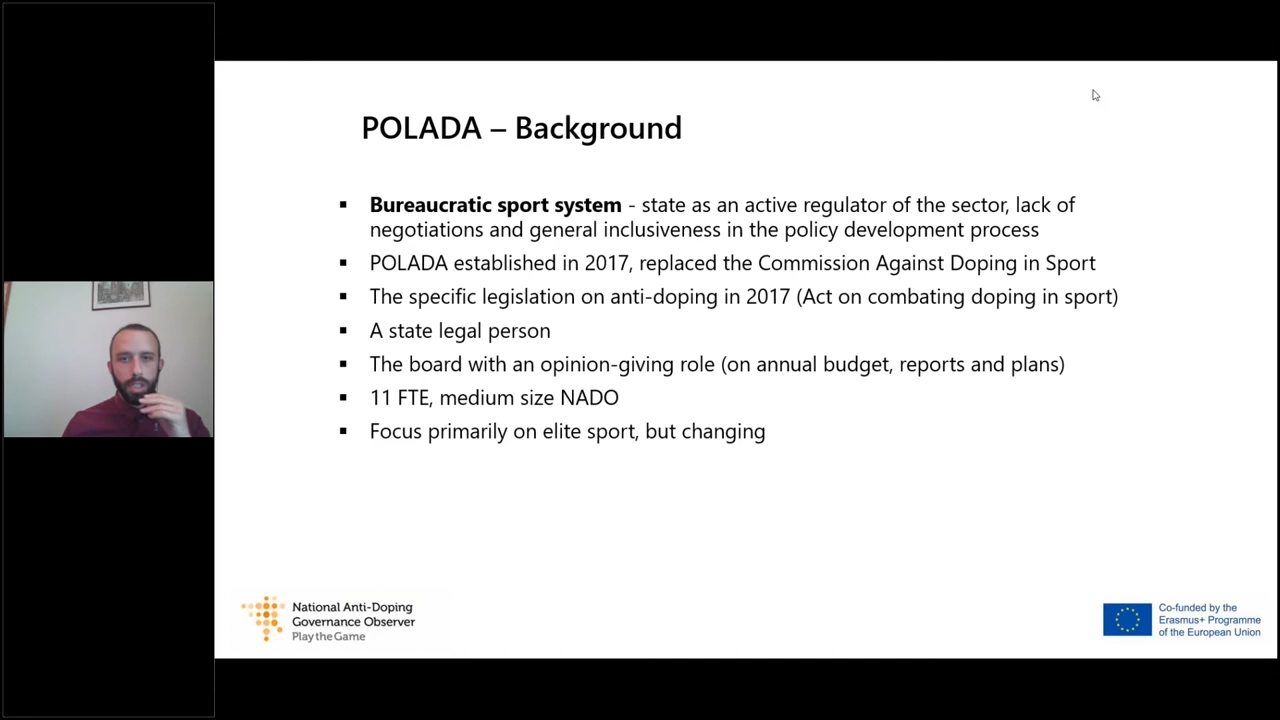 POLADA – Background
▪ Bureaucratic sport system - state as an active regulator of the sector, lack of
negotiations and general inclusiveness in the policy development process
▪ POLADA established in 2017, replaced the Commission Against Doping in Sport
▪ The specific legislation on anti-doping in 2017 (Act on combating doping in sport)
▪ A state legal person
▪ The board with an opinion-giving role (on annual budget, reports and plans)
▪ 11 FTE, medium size NADO
▪ Focus primarily on elite sport, but changing
National Anti-Doping
Governance Observer
Play the Game
Co-funded by the
Erasmus+ Programme
of the European Union